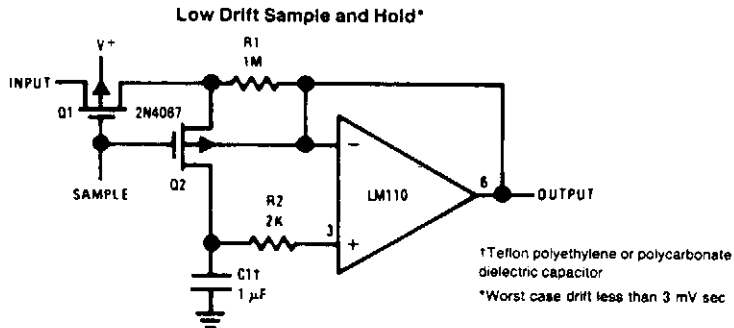 Low Drift Sample and Hold*
R1
1M
V+
INPUT
Q1
2N4067
Q2
SAMPLE
R2
2K
3
LM110
6
OUTPUT
−
+
C1†
1 μF
†Teflon polyethylene or polycarbonate
dielectric capacitor
*Worst case drift less than 3 mV sec